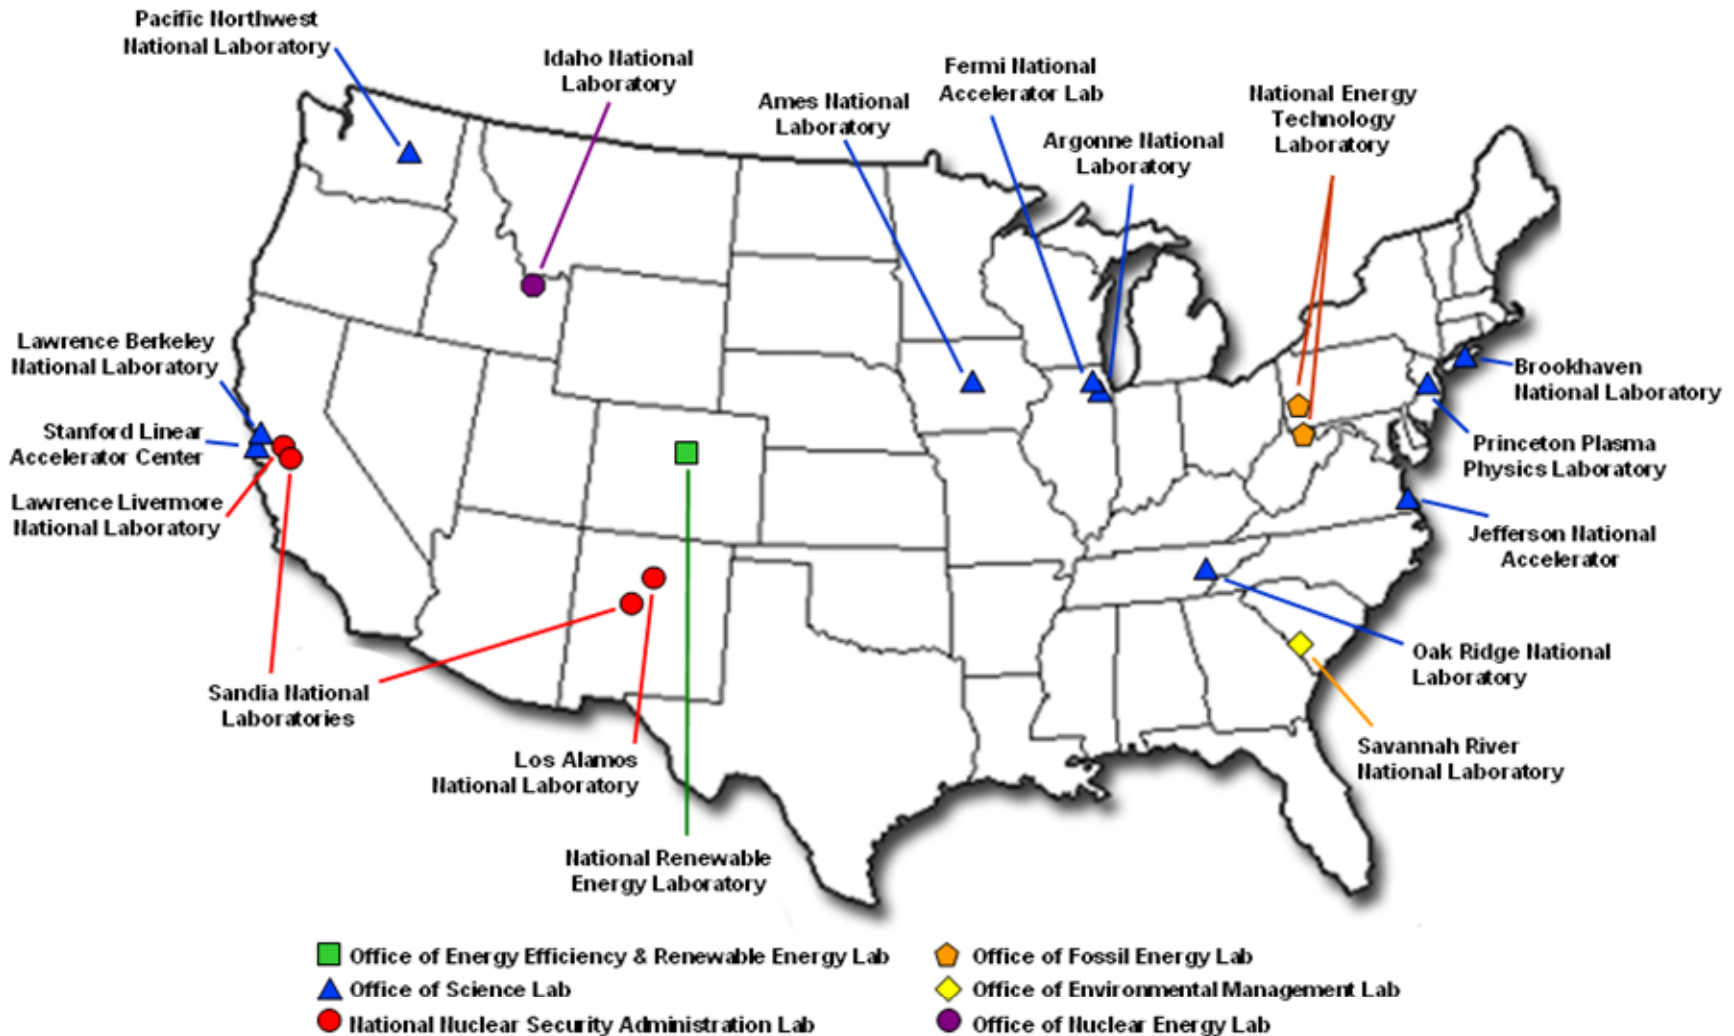 Pacific Northwest
National Laboratory
Idaho National
Laboratory
Ames National
Laboratory
Fermi National
Accelerator Lab
Argonne National
Laboratory
National Energy
Technology
Laboratory
Lawrence Berkeley
National Laboratory
Stanford Linear
Accelerator Center
Lawrence Livermore
National Laboratory
Brookhaven
National Laboratory
Princeton Plasma
Physics Laboratory
Jefferson National
Accelerator
Oak Ridge National
Laboratory
Savannah River
National Laboratory
Sandia National
Laboratories
Los Alamos
National Laboratory
National Renewable
Energy Laboratory
Office of Energy Efficiency & Renewable Energy Lab
Office of Science Lab
National Nuclear Security Administration Lab
Office of Fossil Energy Lab
Office of Environmental Management Lab
Office of Nuclear Energy Lab